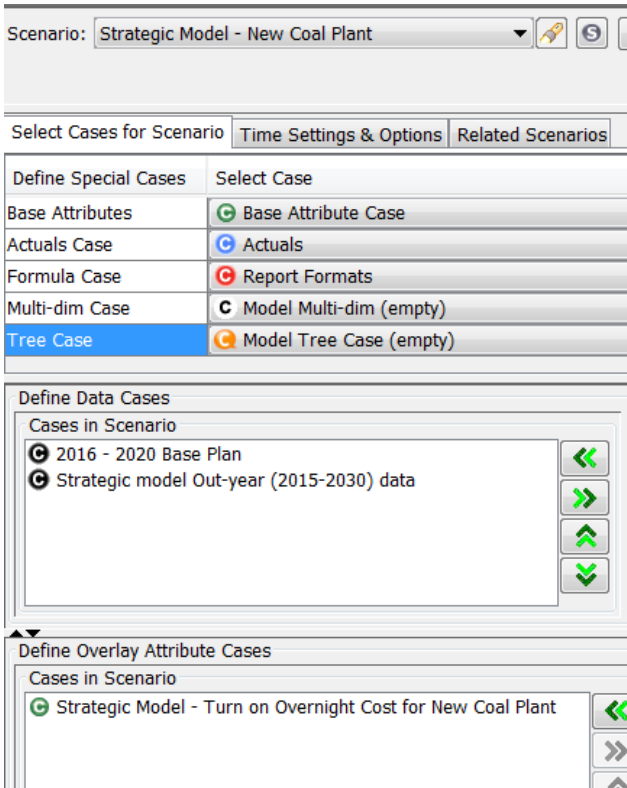 Scenario: Strategic Model - New Coal Plant S
Select Cases for Scenario Time Settings & Options Related Scenarios
Define Special Cases Select Case
Base Attributes C Base Attribute Case
Actuals Case C Actuals
Formula Case C Report Formats
Multi-dim Case C Model Multi-dim (empty)
Tree Case C Model Tree Case (empty)
Define Data Cases
Cases in Scenario
C 2016 - 2020 Base Plan
C Strategic model Out-year (2015-2030) data
Define Overlay Attribute Cases
Cases in Scenario
C Strategic Model - Turn on Overnight Cost for New Coal Plant